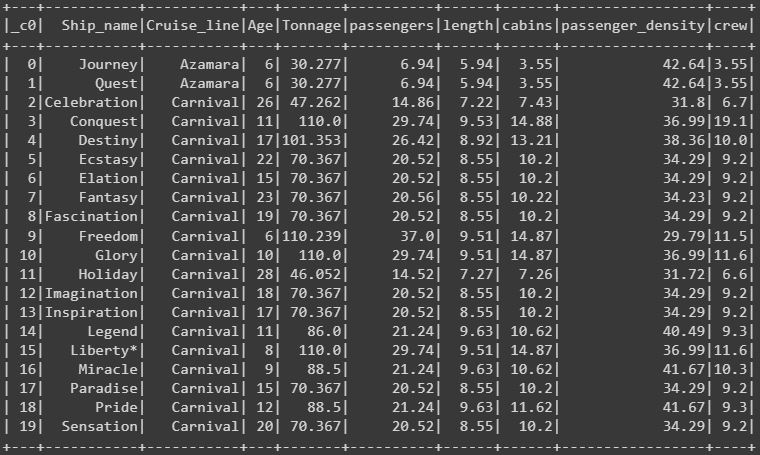 +---+-----------+-----------+---+-------+----------+------+------+-----------------+----+
|_c0|  Ship_name|Cruise_line|Age|Tonnage|passengers|length|cabins|passenger_density|crew|
+---+-----------+-----------+---+-------+----------+------+------+-----------------+----+
|  0|    Journey|    Azamara|  6| 30.277|      6.94|  5.94|  3.55|            42.64|3.55|
|  1|      Quest|    Azamara|  6| 30.277|      6.94|  5.94|  3.55|            42.64|3.55|
|  2|Celebration|   Carnival| 26| 47.262|     14.86|  7.22|  7.43|             31.8| 6.7|
|  3|   Conquest|   Carnival| 11|  110.0|     29.74|  9.53| 14.88|            36.99|19.1|
|  4|    Destiny|   Carnival| 17|101.353|     26.42|  8.92| 13.21|            38.36|10.0|
|  5|    Ecstasy|   Carnival| 22| 70.367|     20.52|  8.55|  10.2|            34.29| 9.2|
|  6|    Elation|   Carnival| 15| 70.367|     20.52|  8.55|  10.2|            34.29| 9.2|
|  7|    Fantasy|   Carnival| 23| 70.367|     20.56|  8.55| 10.22|            34.23| 9.2|
|  8|Fascination|   Carnival| 19| 70.367|     20.52|  8.55|  10.2|            34.29| 9.2|
|  9|    Freedom|   Carnival|  6|110.239|      37.0|  9.51| 14.87|            29.79|11.5|
| 10|      Glory|   Carnival| 10|  110.0|     29.74|  9.51| 14.87|            36.99|11.6|
| 11|    Holiday|   Carnival| 28| 46.052|     14.52|  7.27|  7.26|            31.72| 6.6|
| 12|Imagination|   Carnival| 18| 70.367|     20.52|  8.55|  10.2|            34.29| 9.2|
| 13|Inspiration|   Carnival| 17| 70.367|     20.52|  8.55|  10.2|            34.29| 9.2|
| 14|     Legend|   Carnival| 11|   86.0|     21.24|  9.63| 10.62|            40.49| 9.3|
| 15|   Liberty*|   Carnival|  8|  110.0|     29.74|  9.51| 14.87|            36.99|11.6|
| 16|    Miracle|   Carnival|  9|   88.5|     21.24|  9.63| 10.62|            41.67|10.3|
| 17|   Paradise|   Carnival| 15| 70.367|     20.52|  8.55|  10.2|            34.29| 9.2|
| 18|      Pride|   Carnival| 12|   88.5|     21.24|  9.63| 11.62|            41.67| 9.3|
| 19|  Sensation|   Carnival| 20| 70.367|     20.52|  8.55|  10.2|            34.29| 9.2|
+---+-----------+-----------+---+-------+----------+------+------+-----------------+----+